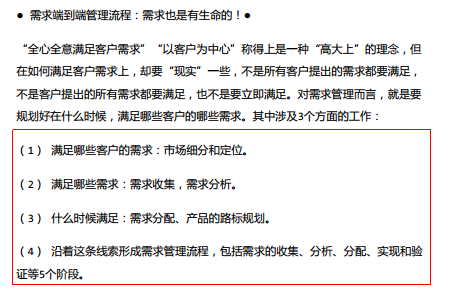 ● 需求端到端管理流程：需求也是有生命的！●
“全心全意满足客户需求”“以客户为中心”称得上是一种“高大上”的理念，但
在如何满足客户需求上，却要“现实”一些，不是所有客户提出的需求都要满足，
不是客户提出的所有需求都要满足，也不是要立即满足。对需求管理而言，就是要
规划好在什么时候，满足哪些客户的哪些需求。其中涉及3个方面的工作：
（1） 满足哪些客户的需求：市场细分和定位。
（2） 满足哪些需求：需求收集，需求分析。
（3） 什么时候满足：需求分配、产品的路标规划。
（4） 沿着这条线索形成需求管理流程，包括需求的收集、分析、分配、实现和验
证等5个阶段。